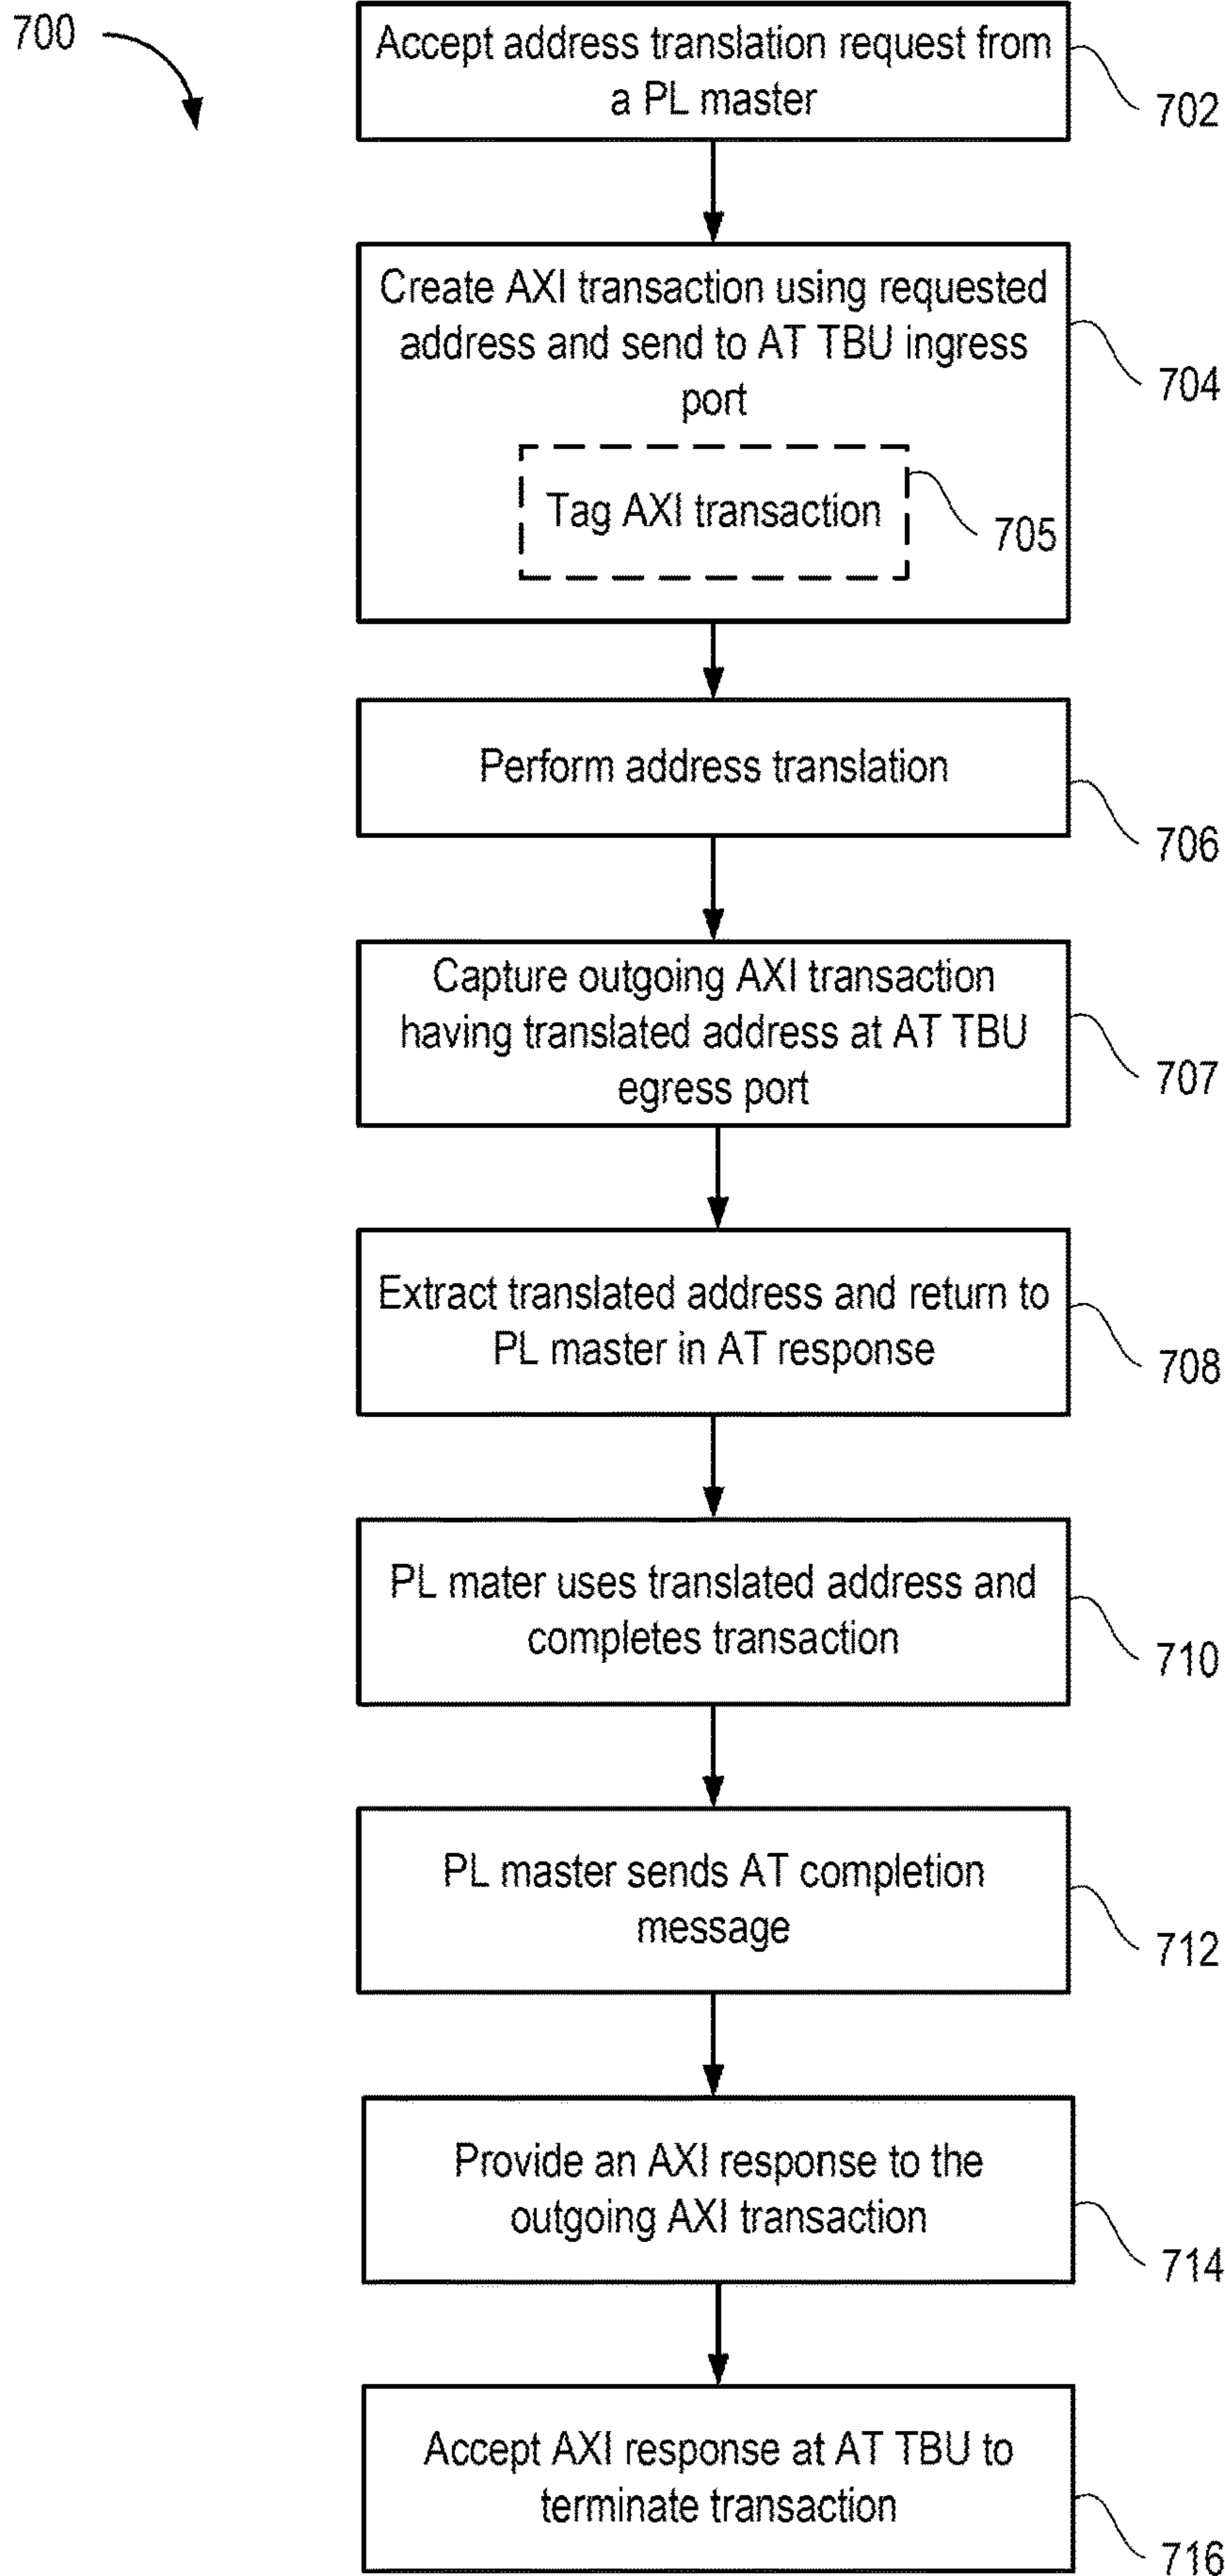 700
Accept address translation request from
a PL master
702
Create AXI transaction using requested
address and send to AT TBU ingress
port
704
Tag AXI transaction
705
Perform address translation
706
Capture outgoing AXI transaction
having translated address at AT TBU
egress port
707
Extract translated address and return to
PL master in AT response
708
PL mater uses translated address and
completes transaction
710
PL master sends AT completion
message
712
Provide an AXI response to the
outgoing AXI transaction
714
Accept AXI response at AT TBU to
terminate transaction
716